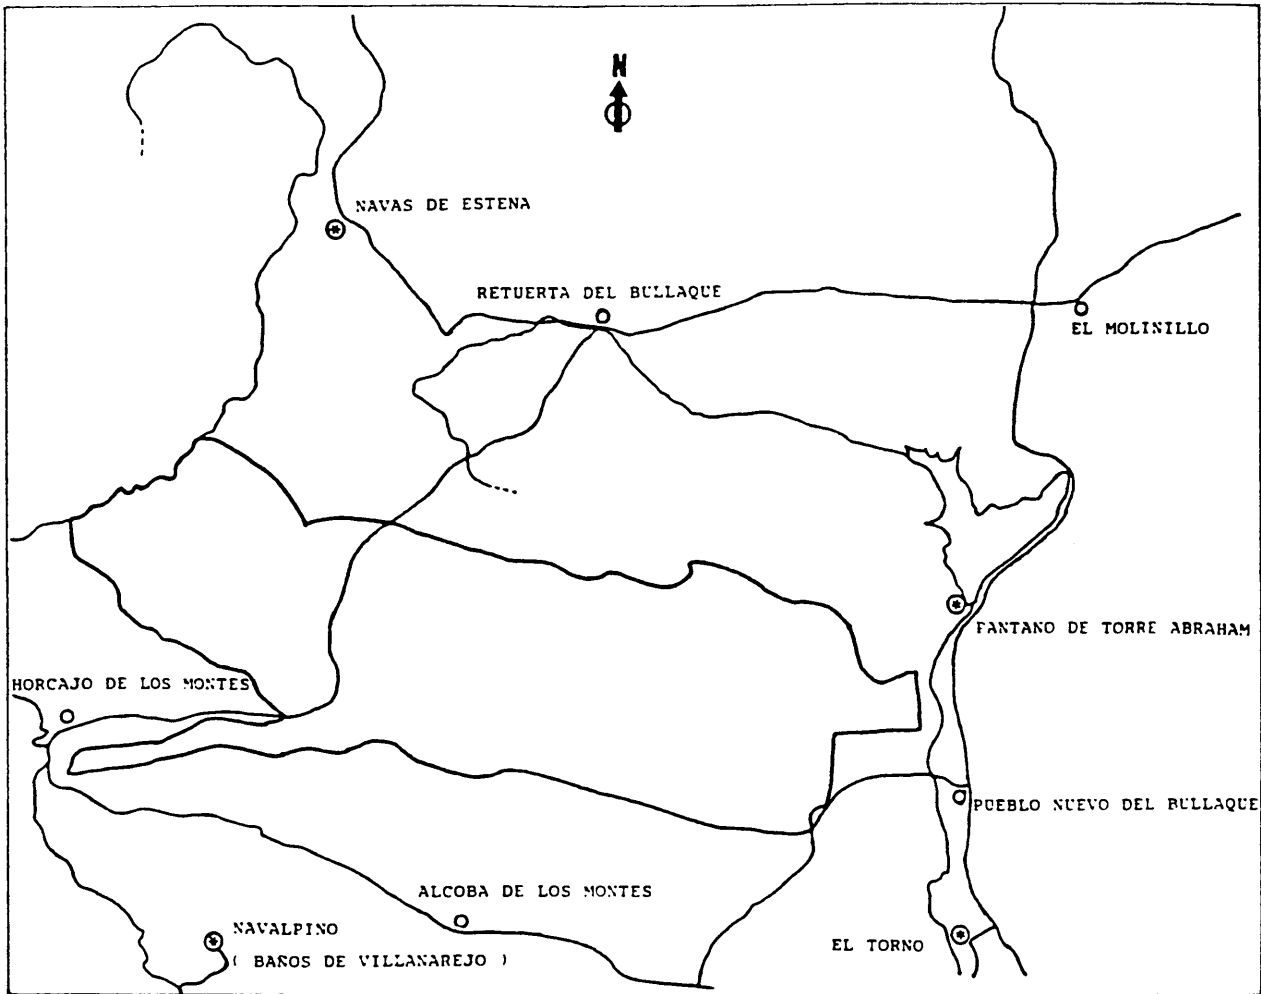 N
NAVAS DE ESTENA
RETUERTA DEL BULLAQUE
EL MOLINILLO
PANTANO DE TORRE ABRAHAM
HORCAJO DE LOS MONTES
PUEBLO NUEVO DEL BULLAQUE
ALCOBA DE LOS MONTES
NAVALPINO
( BAÑOS DE VILLANAREJO )
EL TORNO